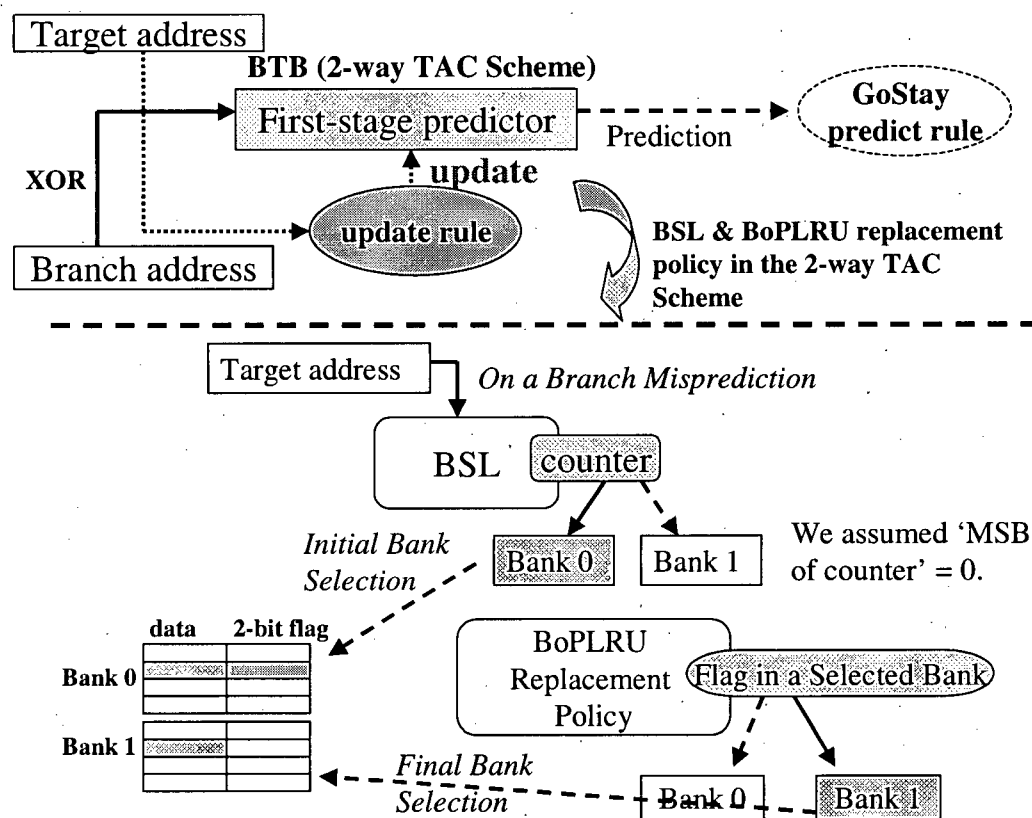 Target address
BTB (2-way TAC Scheme)
First-stage predictor
Prediction
GoStay
predict rule
XOR
update
update rule
Branch address
BSL & BoPLRU replacement
policy in the 2-way TAC
Scheme
Target address
On a Branch Misprediction
BSL
counter
Initial Bank
Selection
Bank 0
Bank 1
We assumed ‘MSB
of counter’ = 0.
data
2-bit flag
Bank 0
Bank 1
BoPLRU
Replacement
Policy
Flag in a Selected Bank
Final Bank
Selection
Bank 0
Bank 1